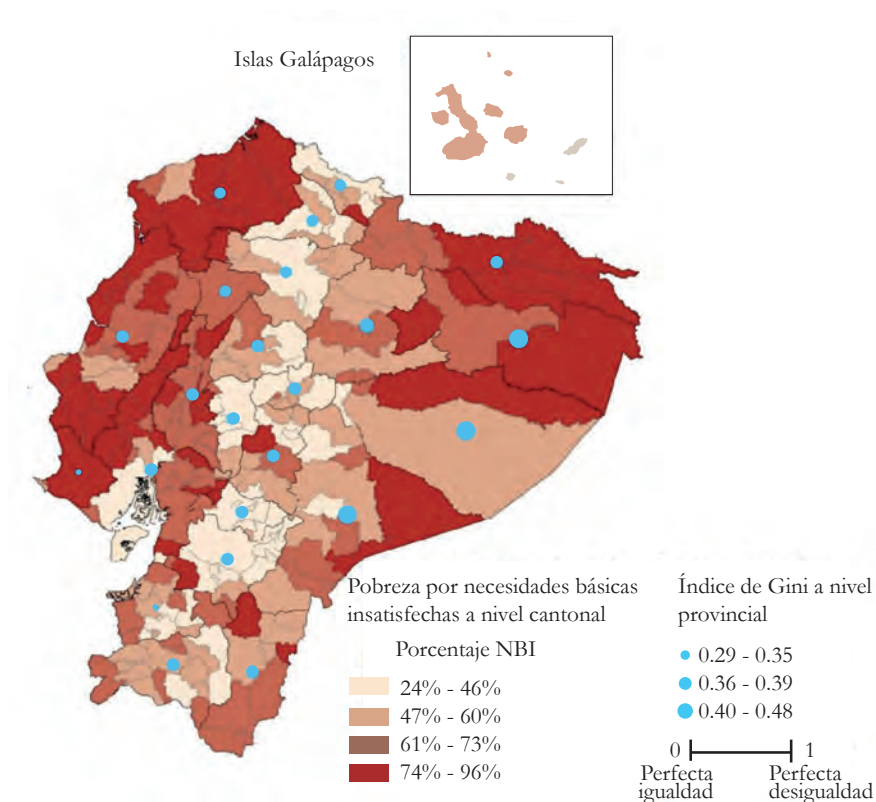 Islas Galápagos
Pobreza por necesidades básicas
insatisfechas a nivel cantonal
Porcentaje NBI
24% - 46%
47% - 60%
61% - 73%
74% - 96%
Índice de Gini a nivel
provincial
0.29 - 0.35
0.36 - 0.39
0.40 - 0.48
0 1
Perfecta igualdad
Perfecta desigualdad